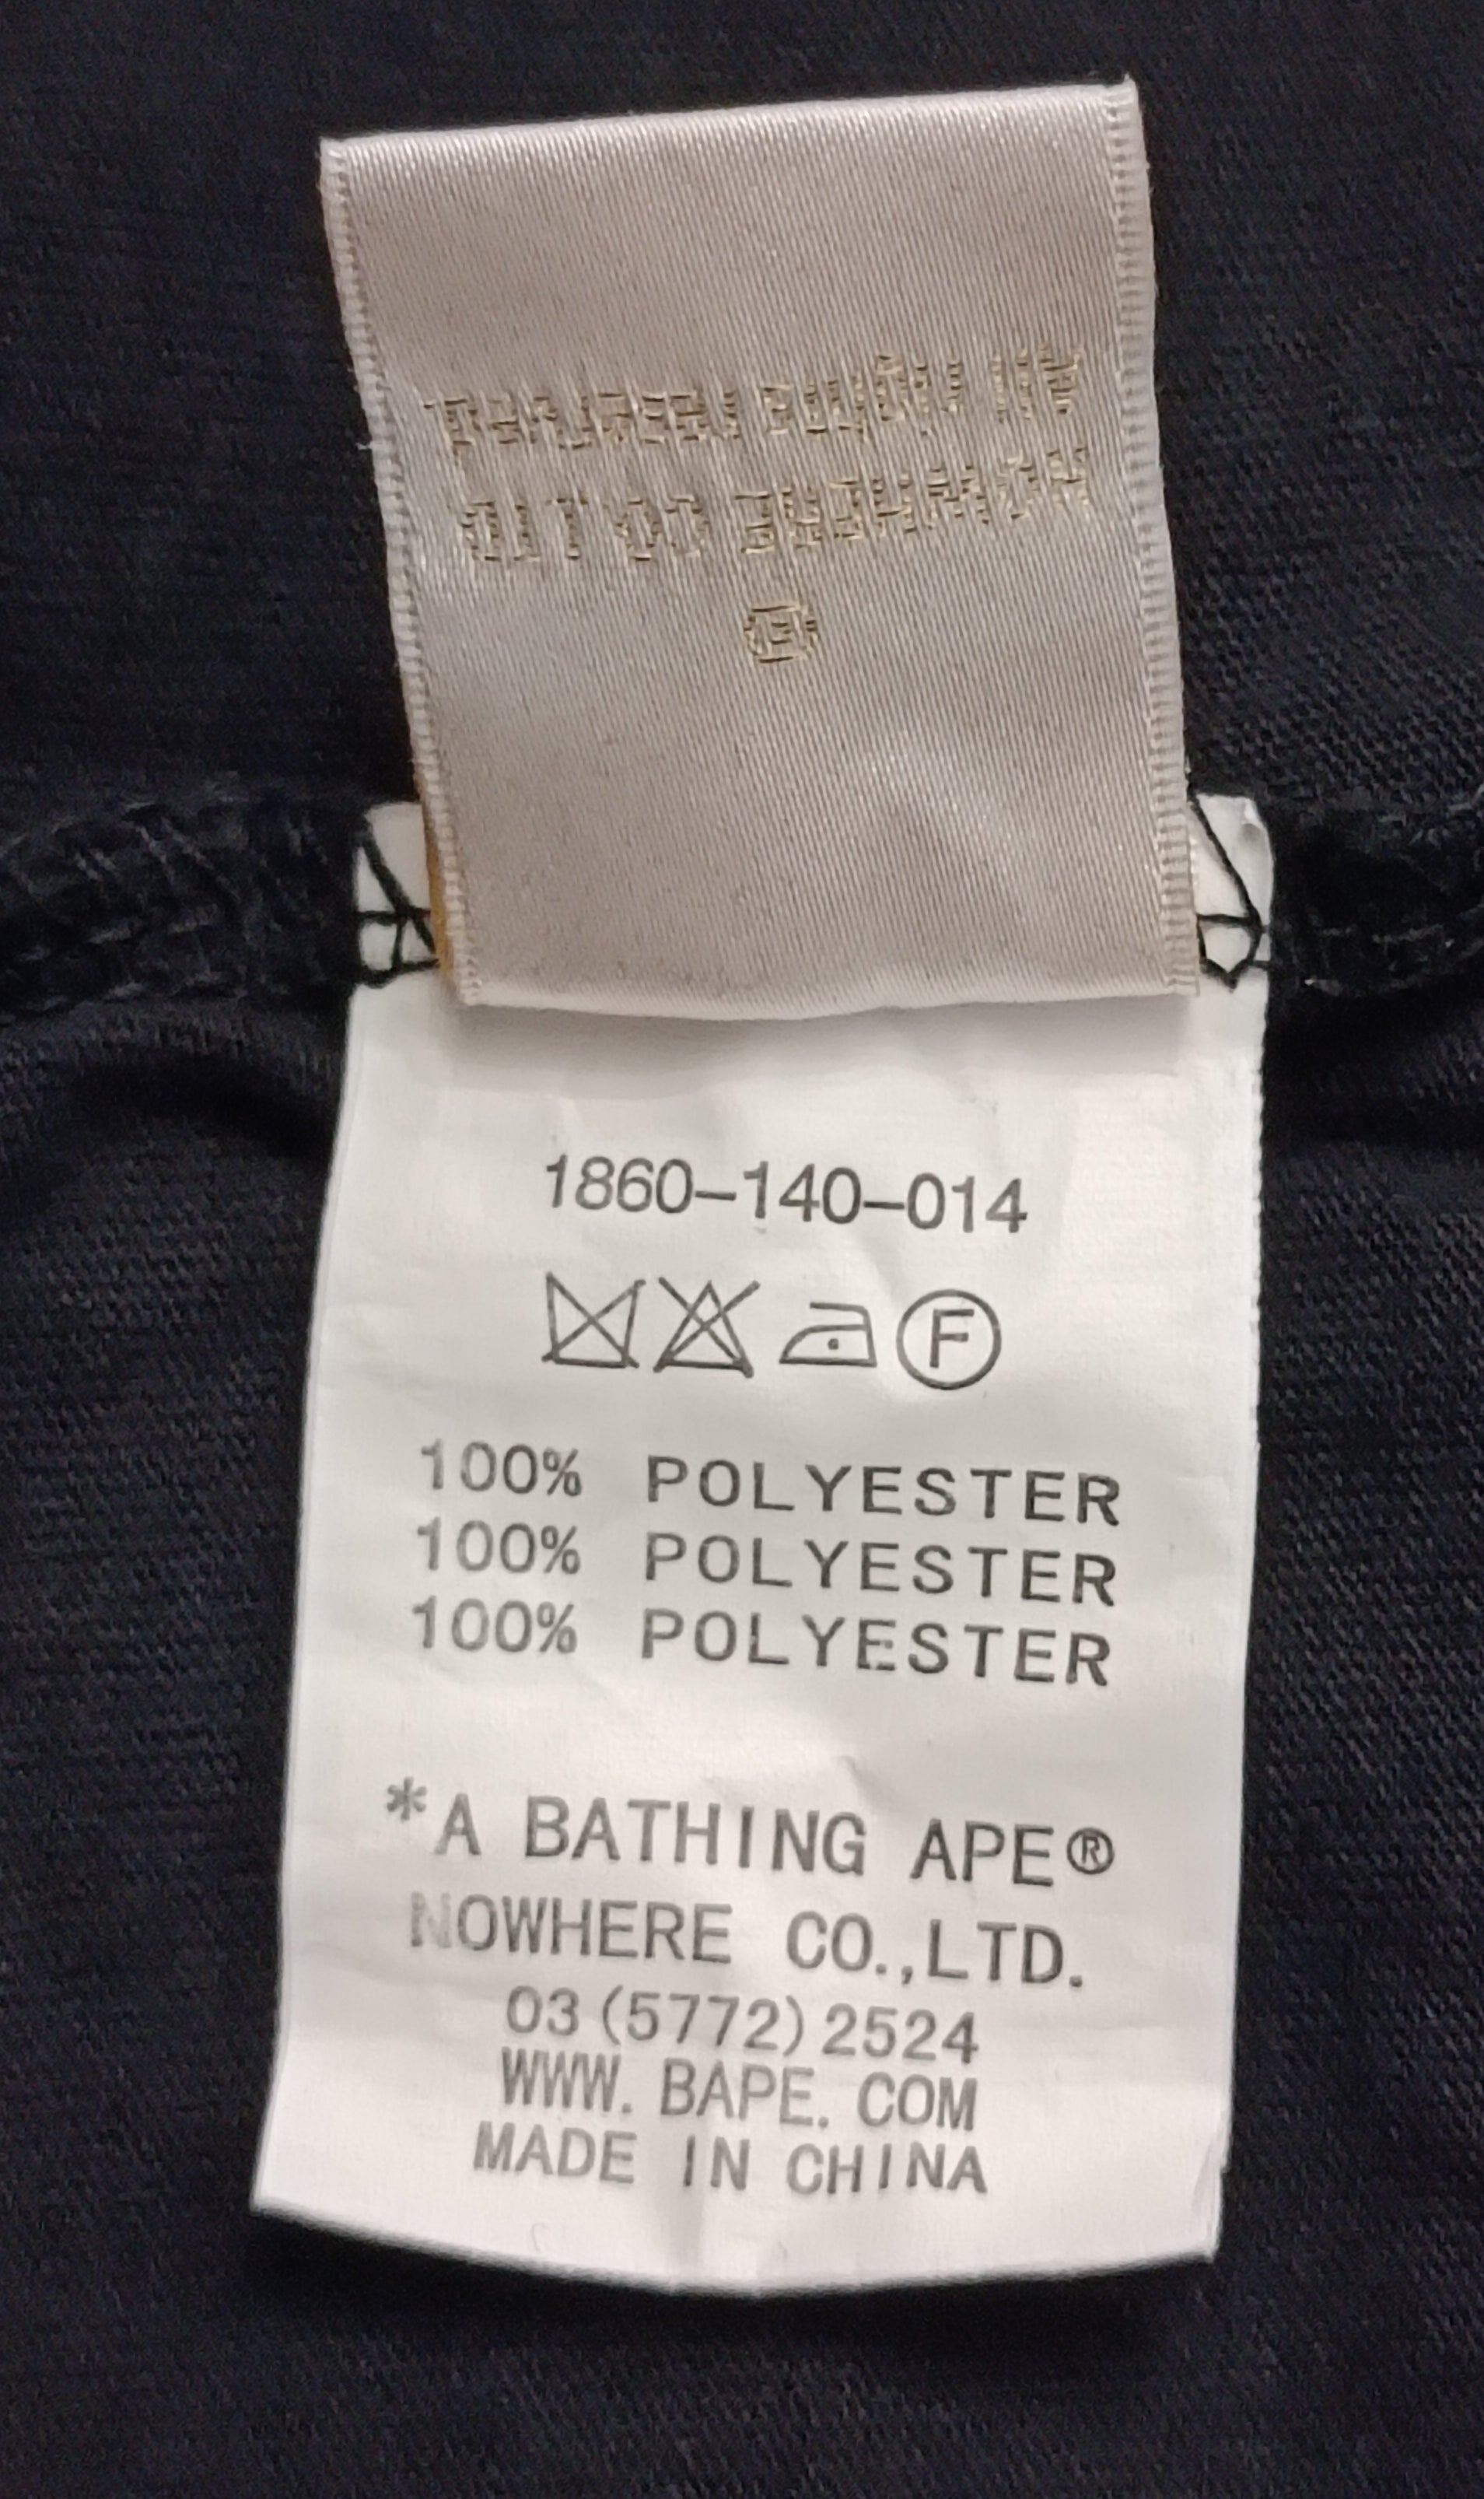 1860-140-014
F
100% POLYESTER
100% POLYESTER
100% POLYESTER
*A BATHING APE®
NOWHERE CO.,LTD.
03(5772)2524
WWW.BAPE.COM
MADE IN CHINA